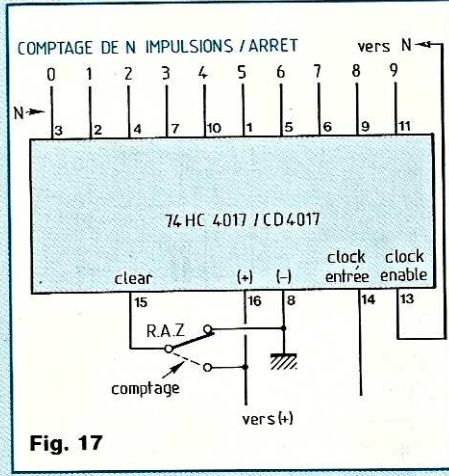 COMPTAGE DE N IMPULSIONS / ARRET
vers N
0 1 2 3 4 5 6 7 8 9
N
3 2 4 7 10 1 5 6 9 11
74 HC 4017 / CD4017
clear (+) (-) clock entrée clock enable
15 16 8 14 13
R.A.Z
comptage
vers (+)
Fig. 17